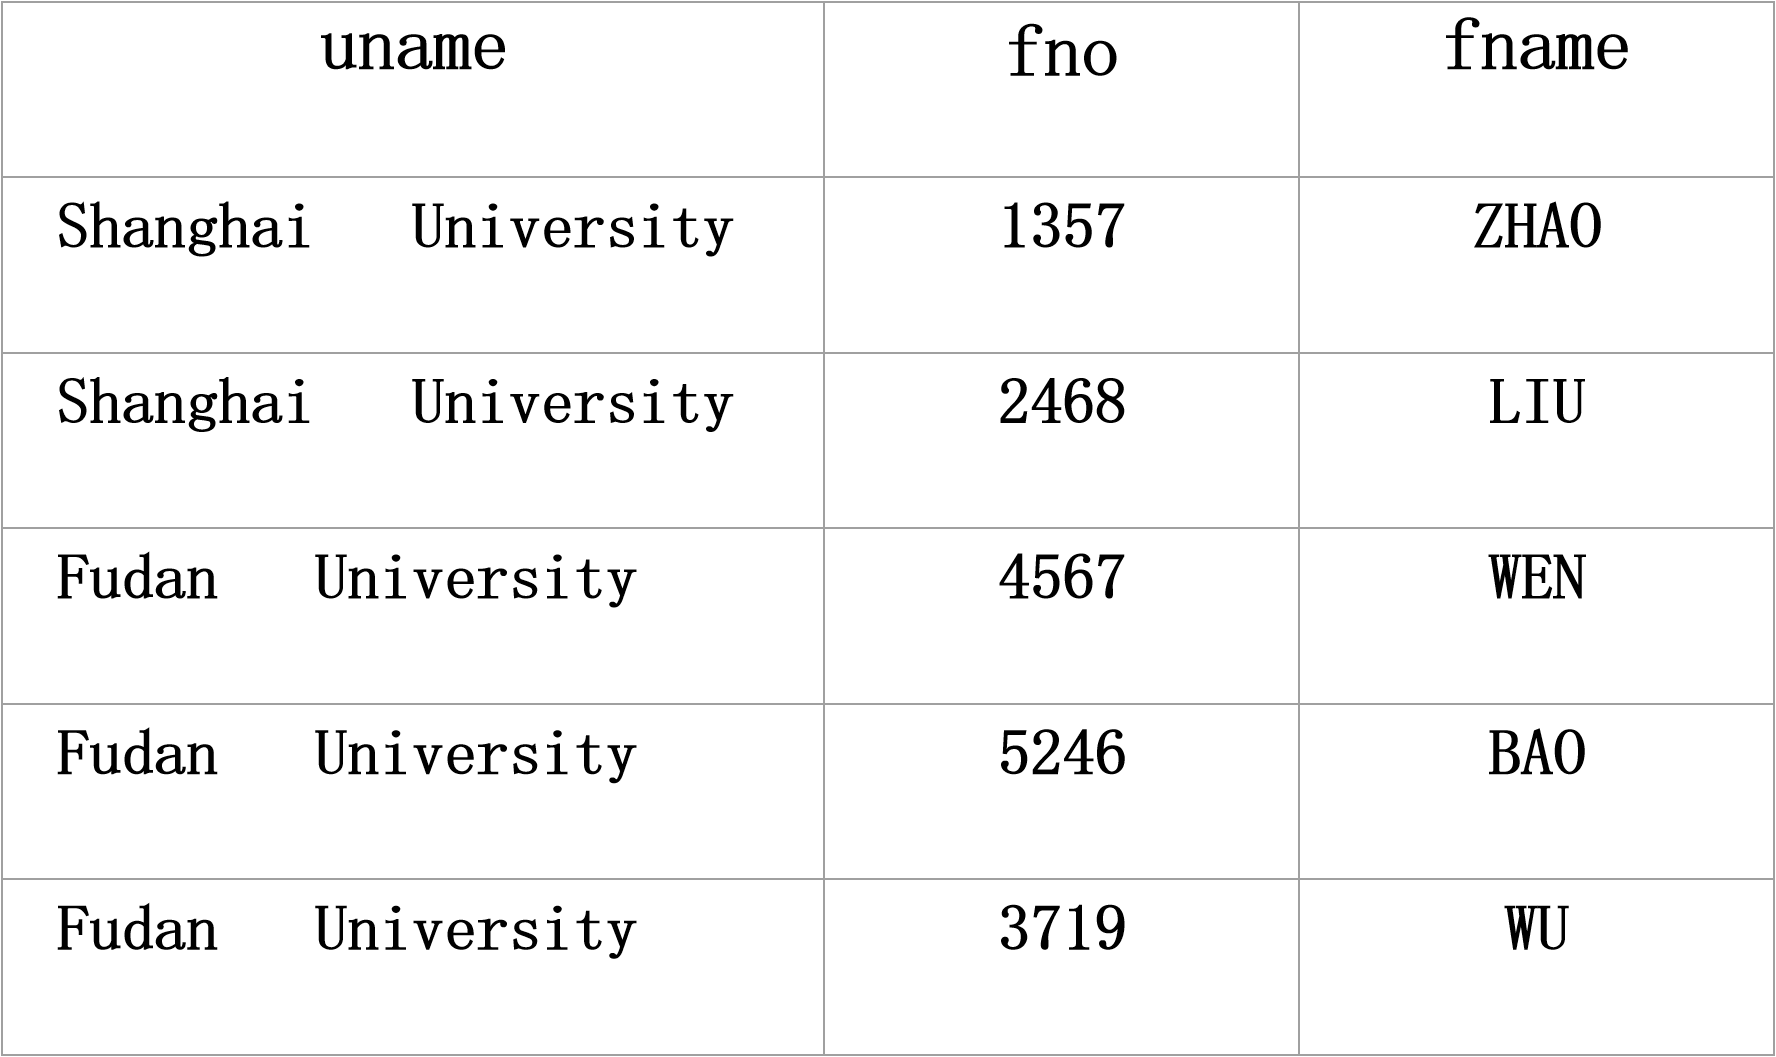 uname fno fname
Shanghai University 1357 ZHAO
Shanghai University 2468 LIU
Fudan University 4567 WEN
Fudan University 5246 BAO
Fudan University 3719 WU